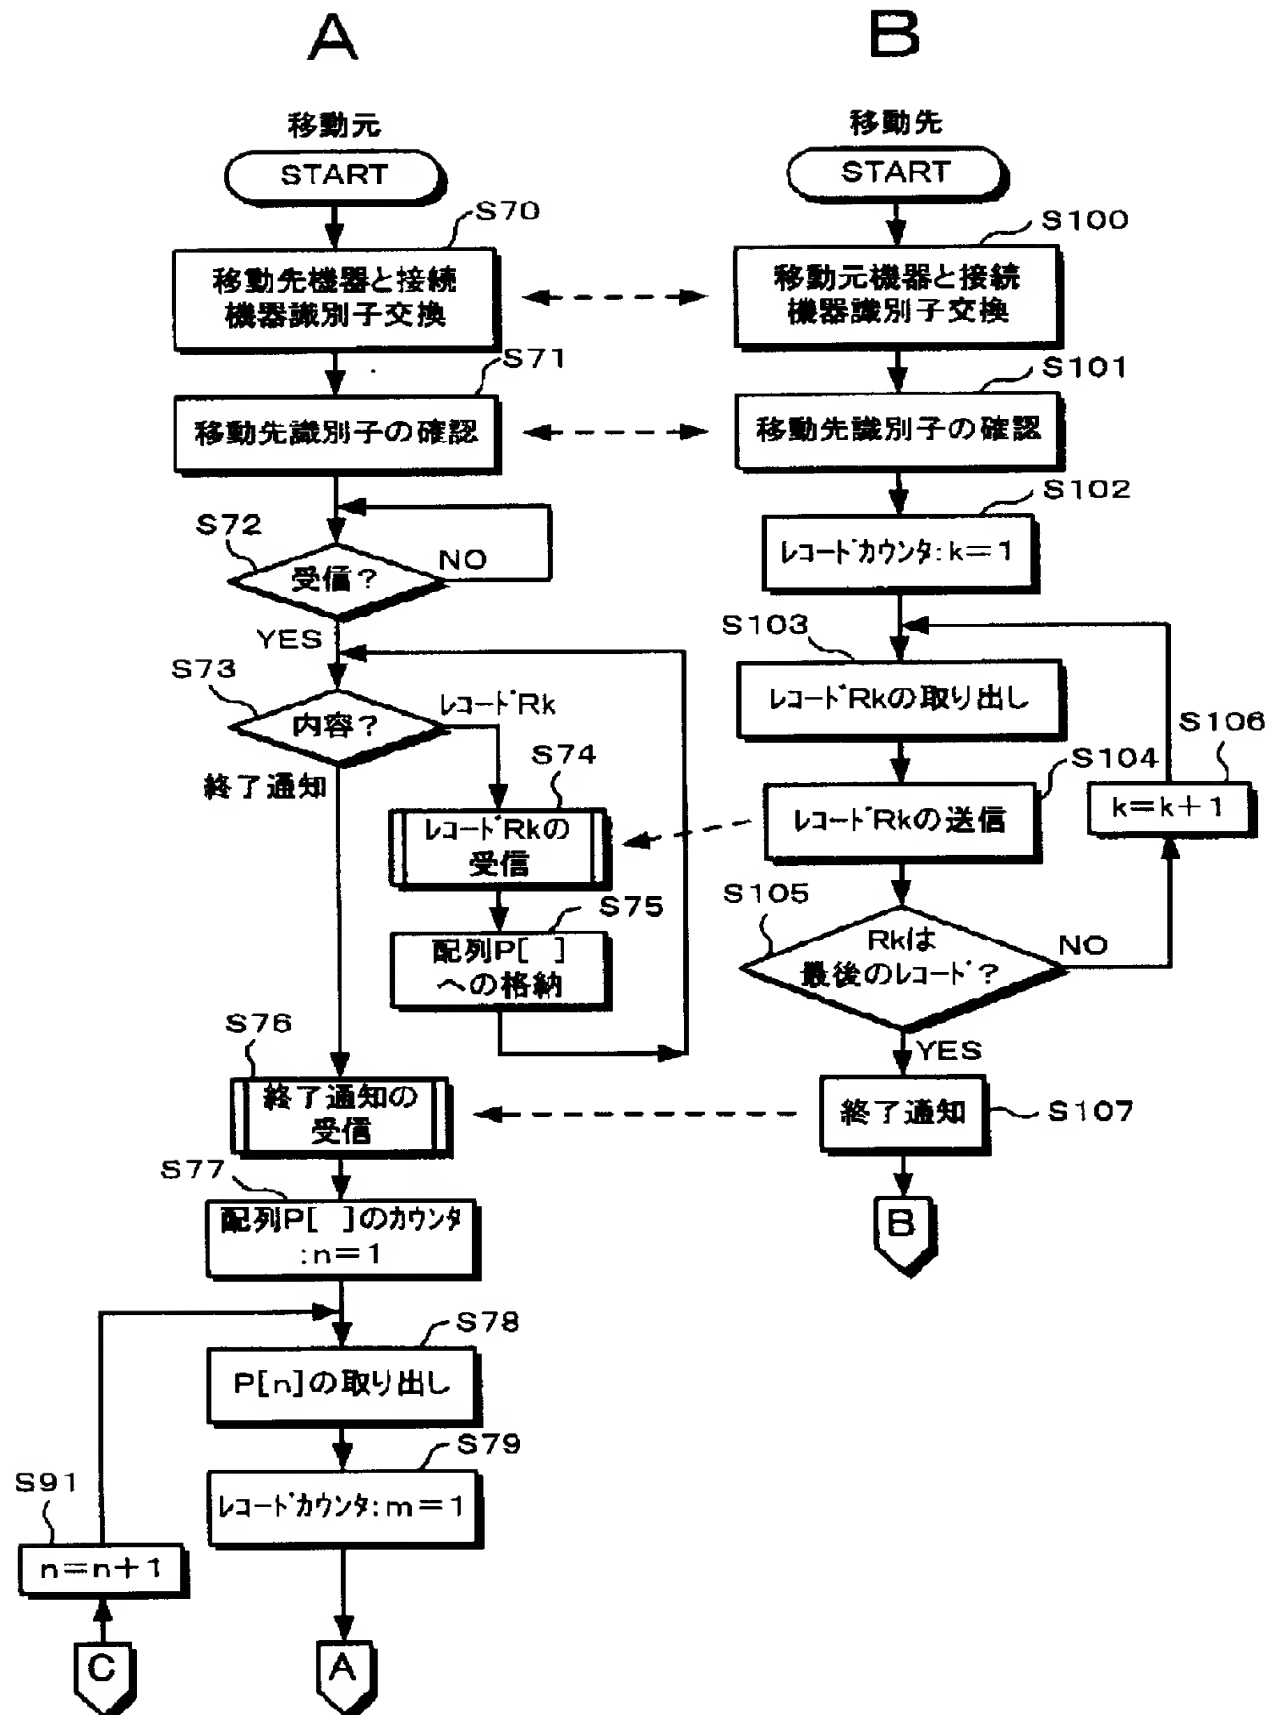 A
移動元
START
S70
移動先機器と接続
機器識別子交換
S71
移動先識別子の確認
S72
受信?
NO
YES
S73
内容?
レコードRk
終了通知
S74
レコードRkの
受信
S75
配列P[ ]
への格納
S76
終了通知の
受信
S77
配列P[ ]のカウンタ
:n=1
S78
P[n]の取り出し
S79
レコードカウンタ:m=1
S91
n=n+1
C
A
B
移動先
START
S100
移動元機器と接続
機器識別子交換
S101
移動先識別子の確認
S102
レコードカウンタ:k=1
S103
レコードRkの取り出し
S104
レコードRkの送信
S106
k=k+1
S105
Rkは
最後のレコード?
NO
YES
終了通知
S107
B